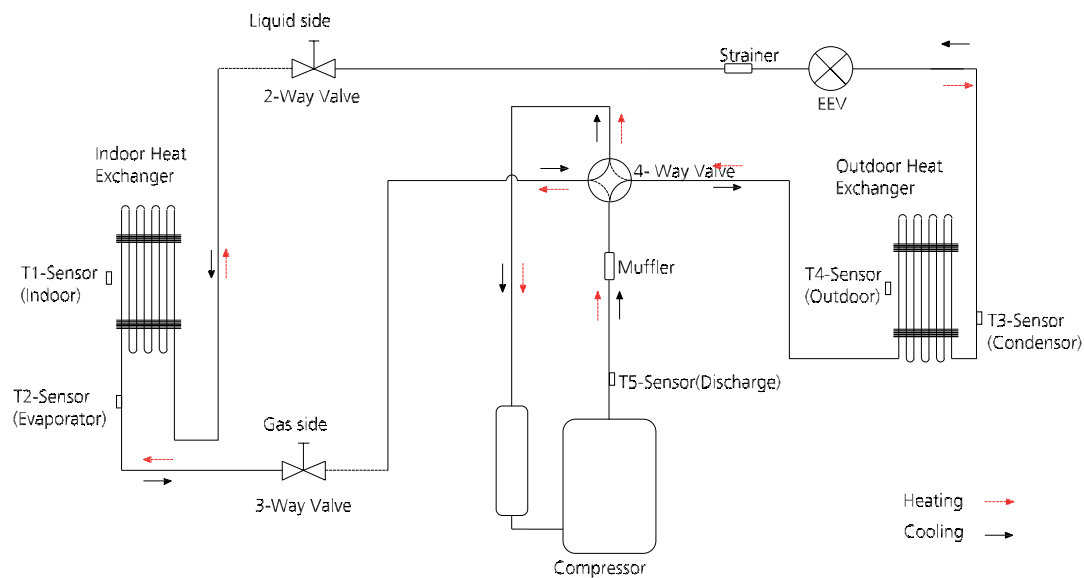 Liquid side
2-Way Valve
Strainer
EEV
Indoor Heat
Exchanger
4- Way Valve
Outdoor Heat
Exchanger
T1-Sensor
(Indoor)
Muffler
T4-Sensor
(Outdoor)
T3-Sensor
(Condensor)
T2-Sensor
(Evaporator)
T5-Sensor(Discharge)
Gas side
3-Way Valve
Compressor
Heating
Cooling